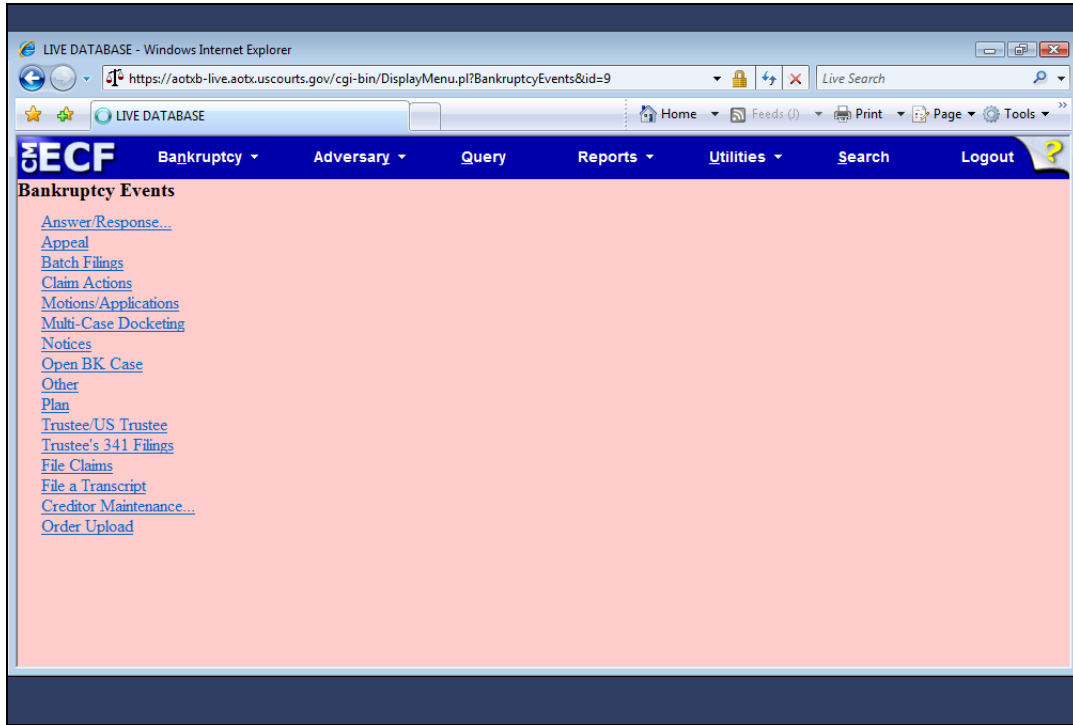 LIVE DATABASE - Windows Internet Explorer
https://aotxb-live.aotx.uscourts.gov/cgi-bin/DisplayMenu.pl?BankruptcyEvents&id=9 Live Search
LIVE DATABASE Home Feeds (J) Print Page Tools »
CM ECF Bankruptcy Adversary Query Reports Utilities Search Logout ?
Bankruptcy Events
Answer/Response...
Appeal
Batch Filings
Claim Actions
Motions/Applications
Multi-Case Docketing
Notices
Open BK Case
Other
Plan
Trustee/US Trustee
Trustee's 341 Filings
File Claims
File a Transcript
Creditor Maintenance...
Order Upload